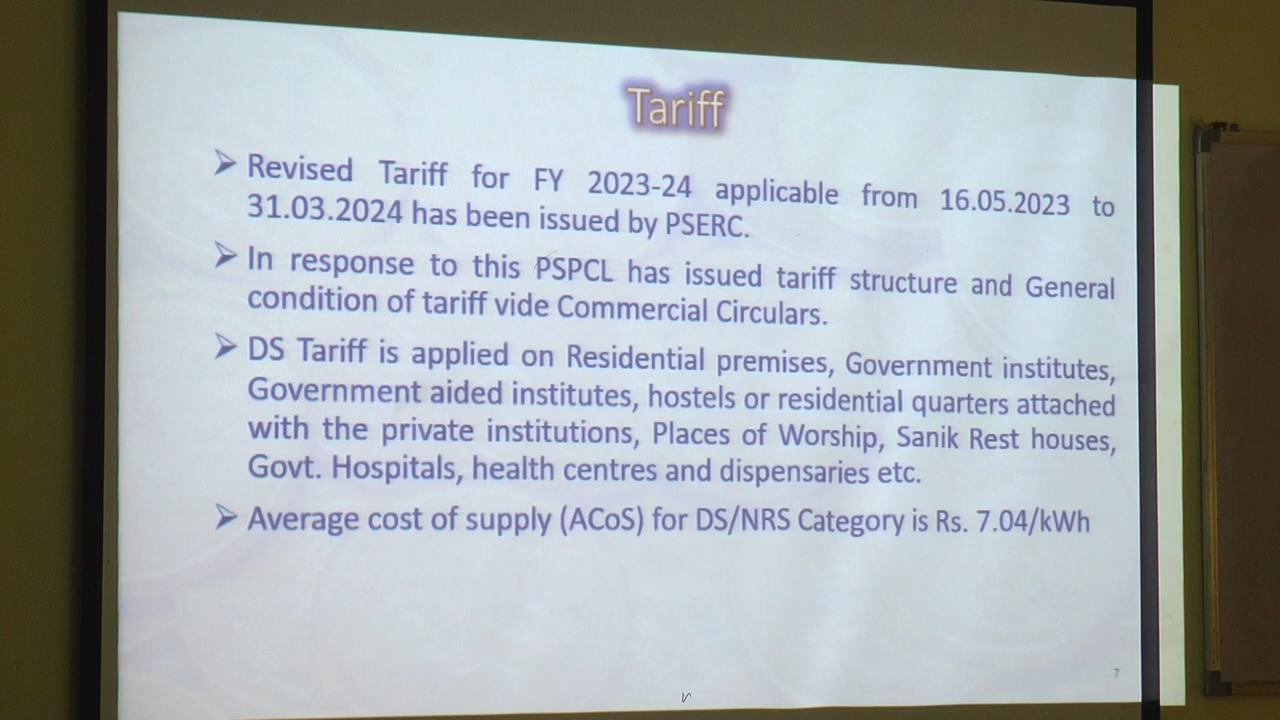 Tariff
➢ Revised Tariff for FY 2023-24 applicable from 16.05.2023 to
31.03.2024 has been issued by PSERC.
➢ In response to this PSPCL has issued tariff structure and General
condition of tariff vide Commercial Circulars.
➢ DS Tariff is applied on Residential premises, Government institutes,
Government aided institutes, hostels or residential quarters attached
with the private institutions, Places of Worship, Sanik Rest houses,
Govt. Hospitals, health centres and dispensaries etc.
➢ Average cost of supply (ACoS) for DS/NRS Category is Rs. 7.04/kWh
7